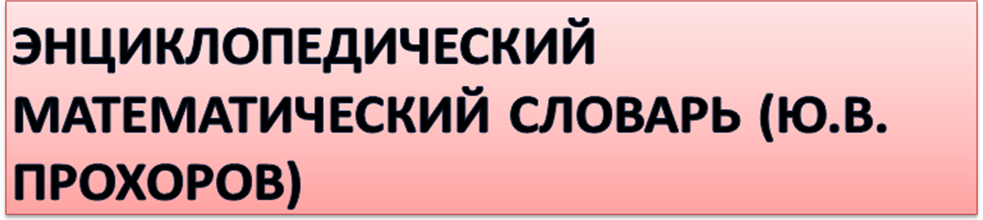 ЭНЦИКЛОПЕДИЧЕСКИЙ
МАТЕМАТИЧЕСКИЙ СЛОВАРЬ (Ю.В.
ПРОХОРОВ)